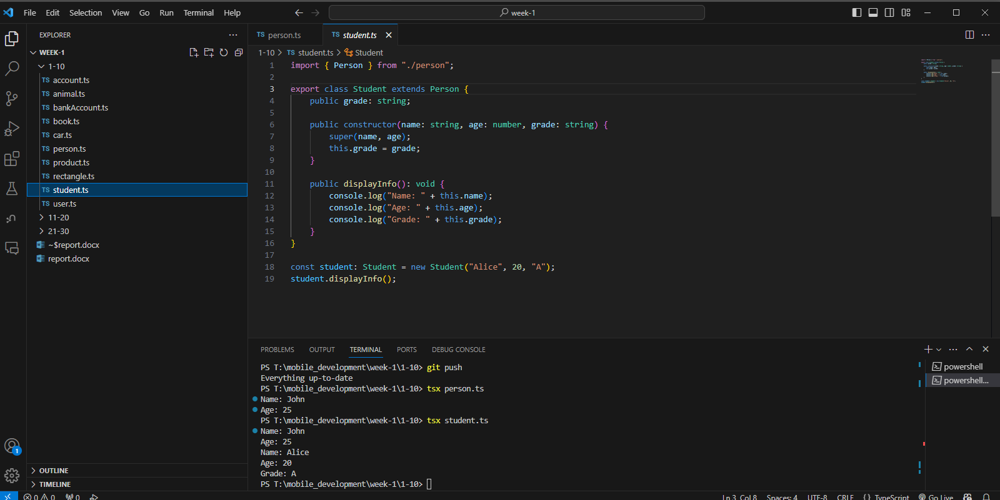 File Edit Selection View Go Run Terminal Help
week-1
EXPLORER
WEEK-1
1-10
TS account.ts
TS animal.ts
TS bankAccount.ts
TS book.ts
TS car.ts
TS person.ts
TS product.ts
TS rectangle.ts
TS student.ts
TS user.ts
11-20
21-30
~$report.docx
report.docx
1
OUTLINE
TIMELINE
TS person.ts
TS student.ts
1-10 > TS student.ts > Student
1 import { Person } from "./person";
2
3 export class Student extends Person {
4 public grade: string;
5
6 public constructor(name: string, age: number, grade: string) {
7 super(name, age);
8 this.grade = grade;
9 }
10
11 public displayInfo(): void {
12 console.log("Name: " + this.name);
13 console.log("Age: " + this.age);
14 console.log("Grade: " + this.grade);
15 }
16 }
17
18 const student: Student = new Student("Alice", 20, "A");
19 student.displayInfo();
PROBLEMS OUTPUT TERMINAL PORTS DEBUG CONSOLE
PS T:\mobile_development\week-1\1-10> git push
Everything up-to-date
PS T:\mobile_development\week-1\1-10> tsx person.ts
Name: John
Age: 25
PS T:\mobile_development\week-1\1-10> tsx student.ts
Name: John
Age: 25
Name: Alice
Age: 20
Grade: A
PS T:\mobile_development\week-1\1-10>
powershell
powershell...
0 0 0
Ln 3, Col 8 Spaces: 4 UTF-8 CRLF {} TypeScript Go Live